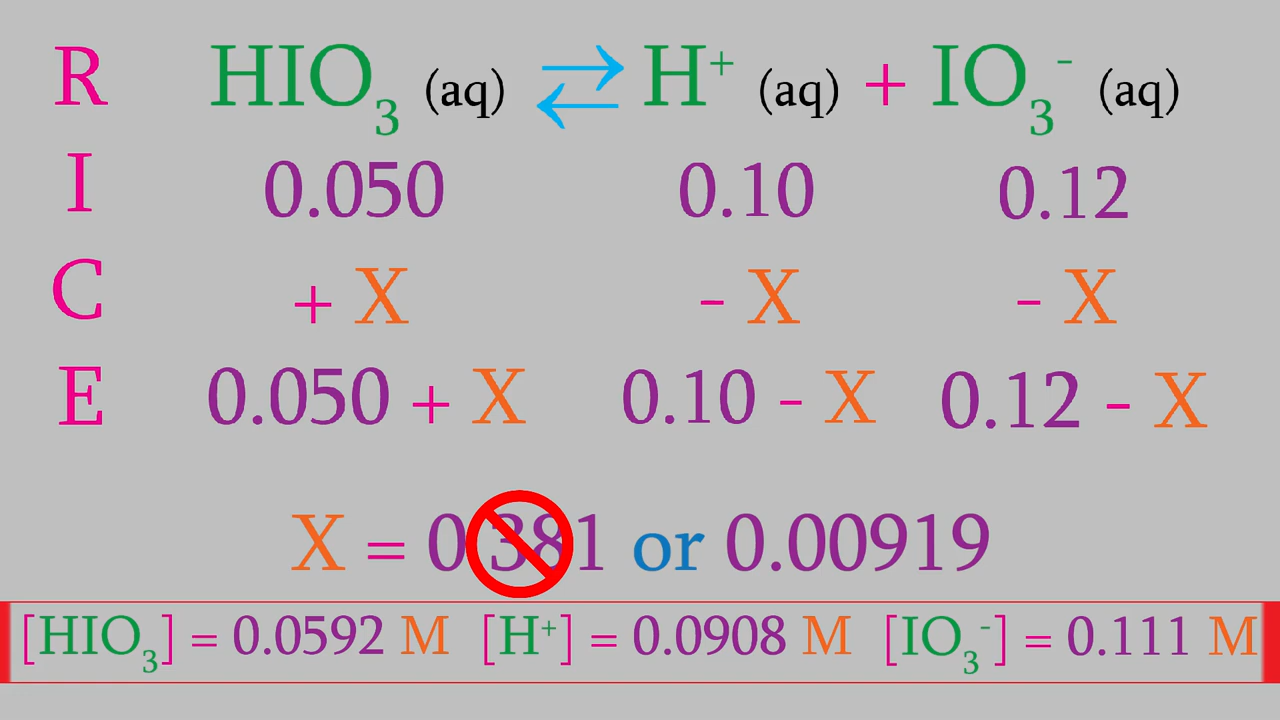 R HIO₃ (aq) ⇄ H⁺ (aq) + IO₃⁻ (aq)
I 0.050 0.10 0.12
C + X - X - X
E 0.050 + X 0.10 - X 0.12 - X
X = 0.381 or 0.00919
[HIO₃] = 0.0592 M [H⁺] = 0.0908 M [IO₃⁻] = 0.111 M